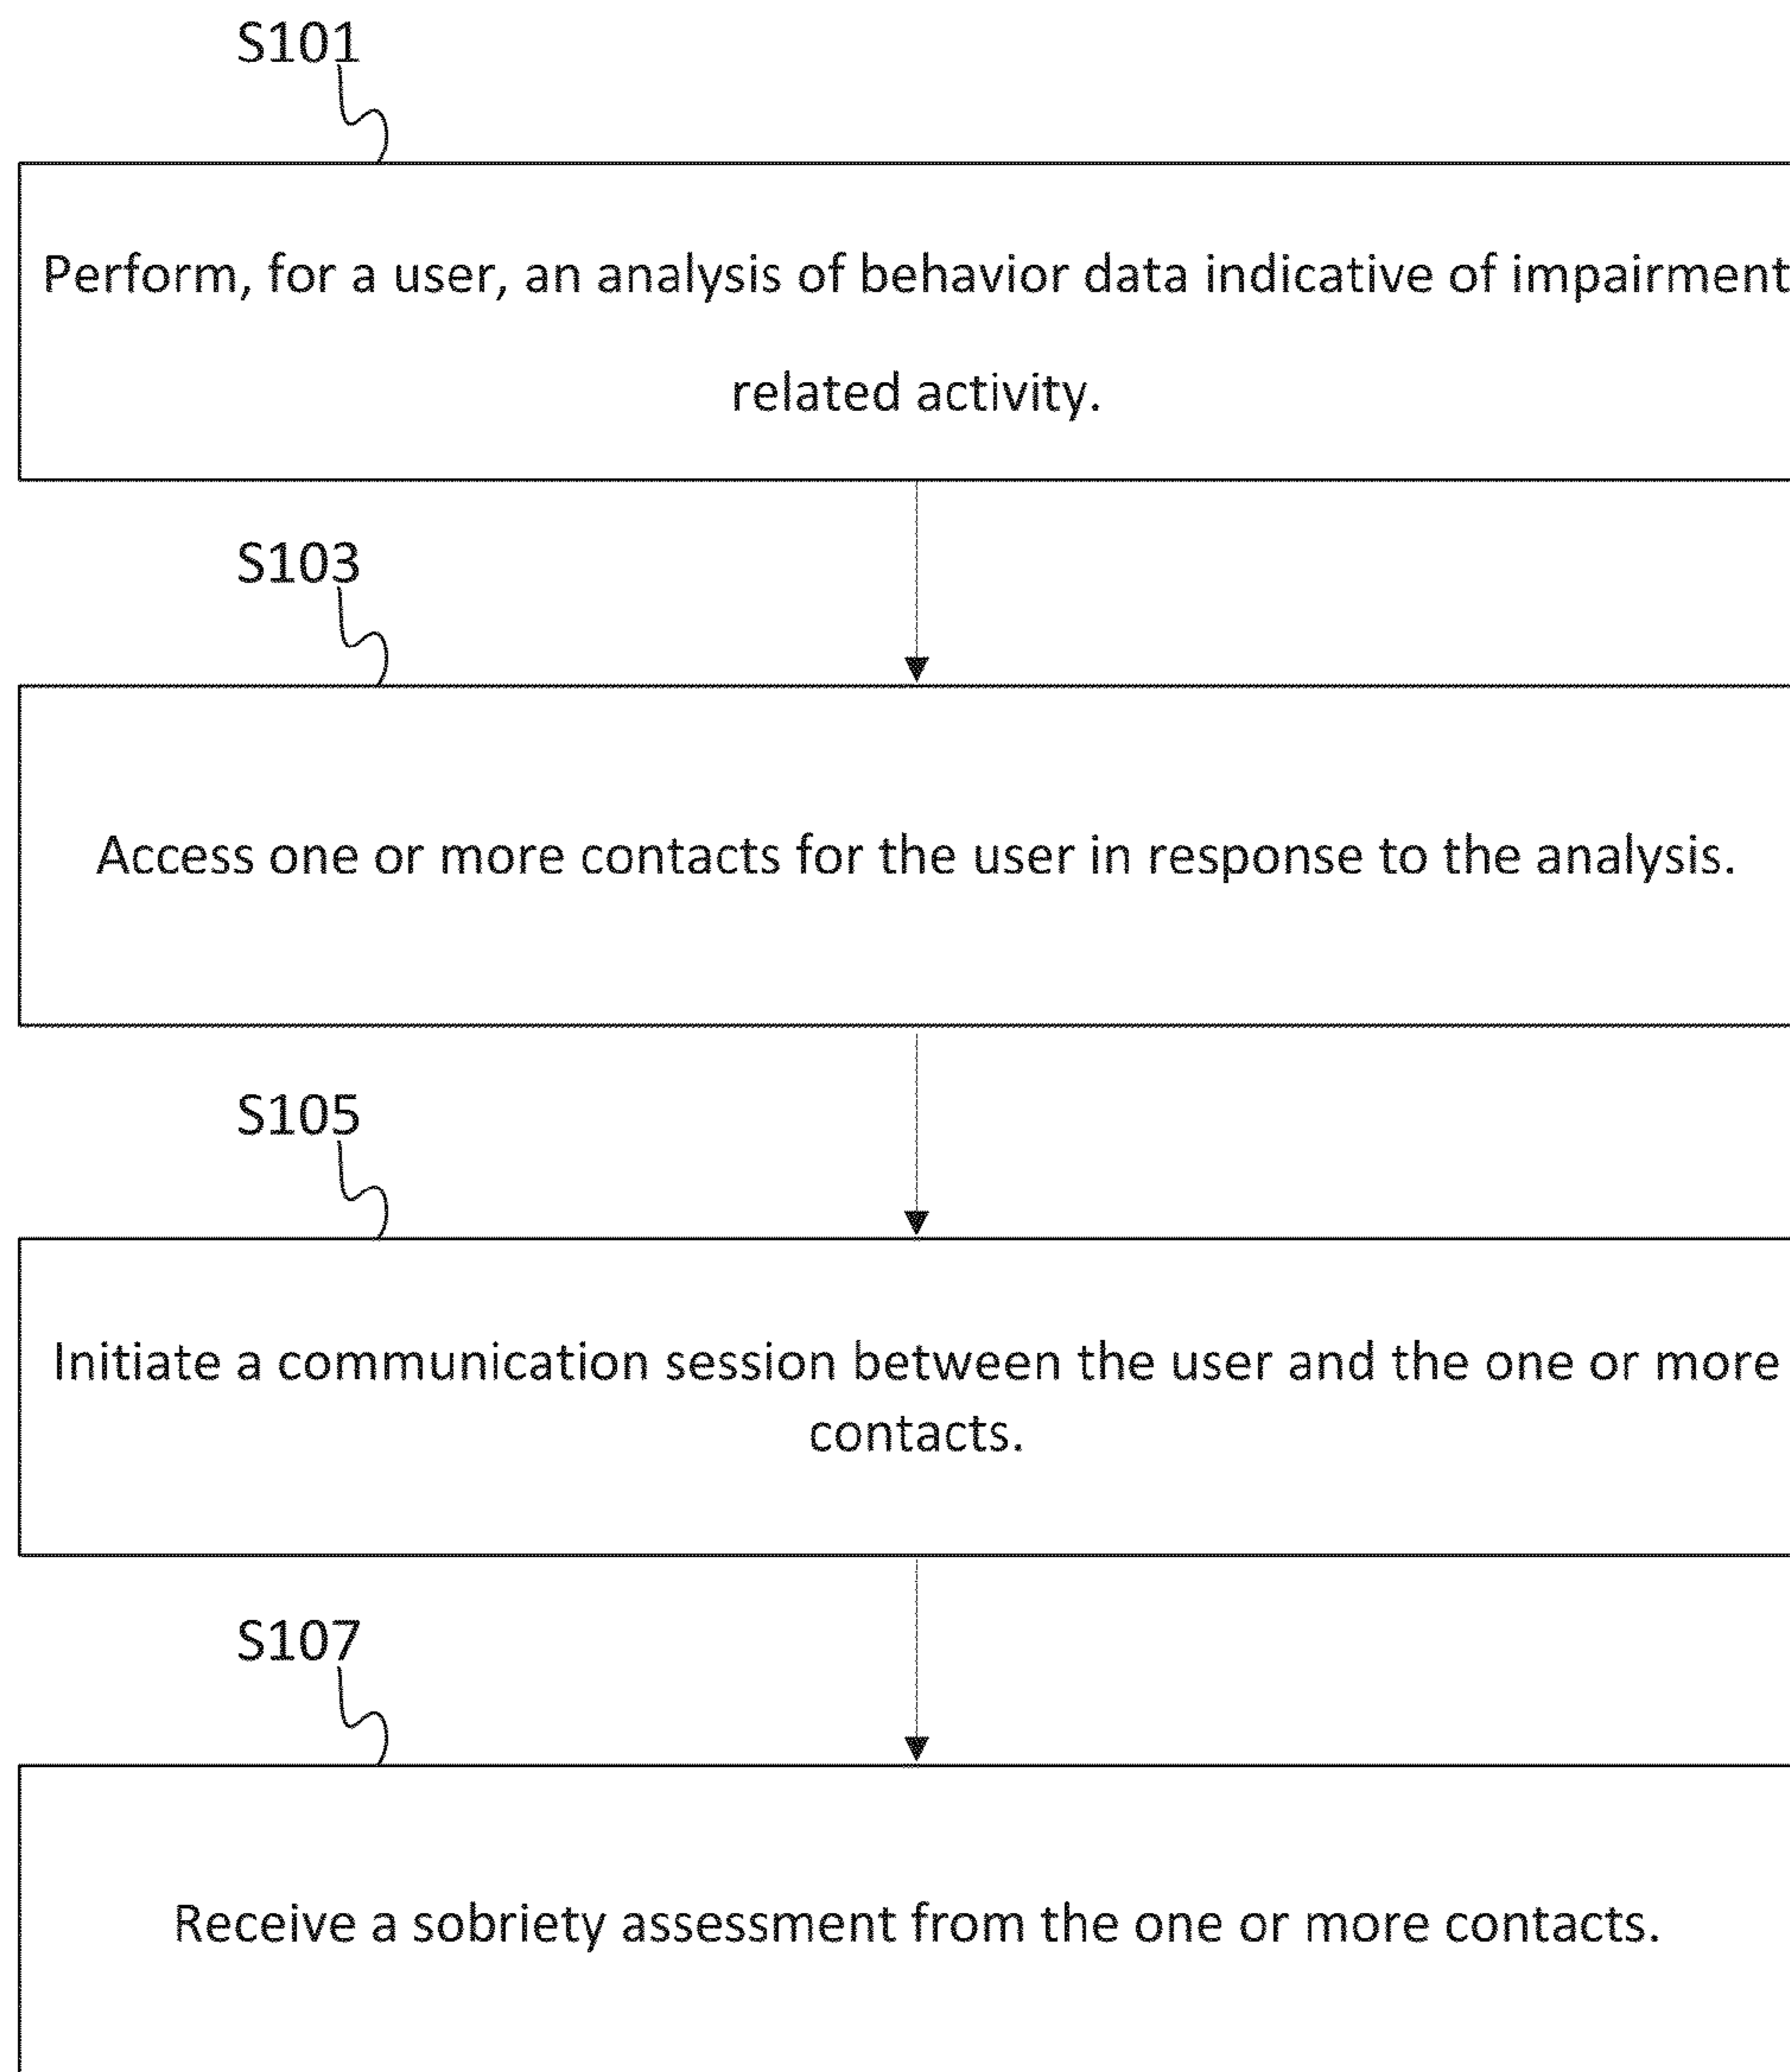 S101
Perform, for a user, an analysis of behavior data indicative of impairment
related activity.
S103
Access one or more contacts for the user in response to the analysis.
S105
Initiate a communication session between the user and the one or more
contacts.
S107
Receive a sobriety assessment from the one or more contacts.